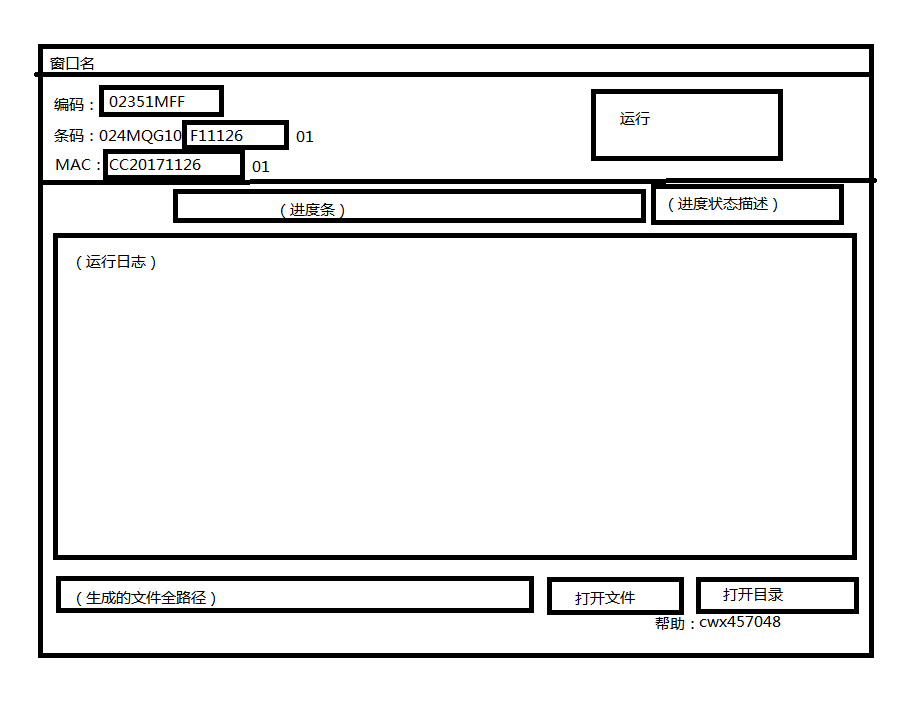 窗口名
编码：02351MFF
运行
条码：024MQG10F11126 01
MAC：CC20171126 01
（进度条）
（进度状态描述）
（运行日志）
（生成的文件全路径）
打开文件
打开目录
帮助：cwx457048